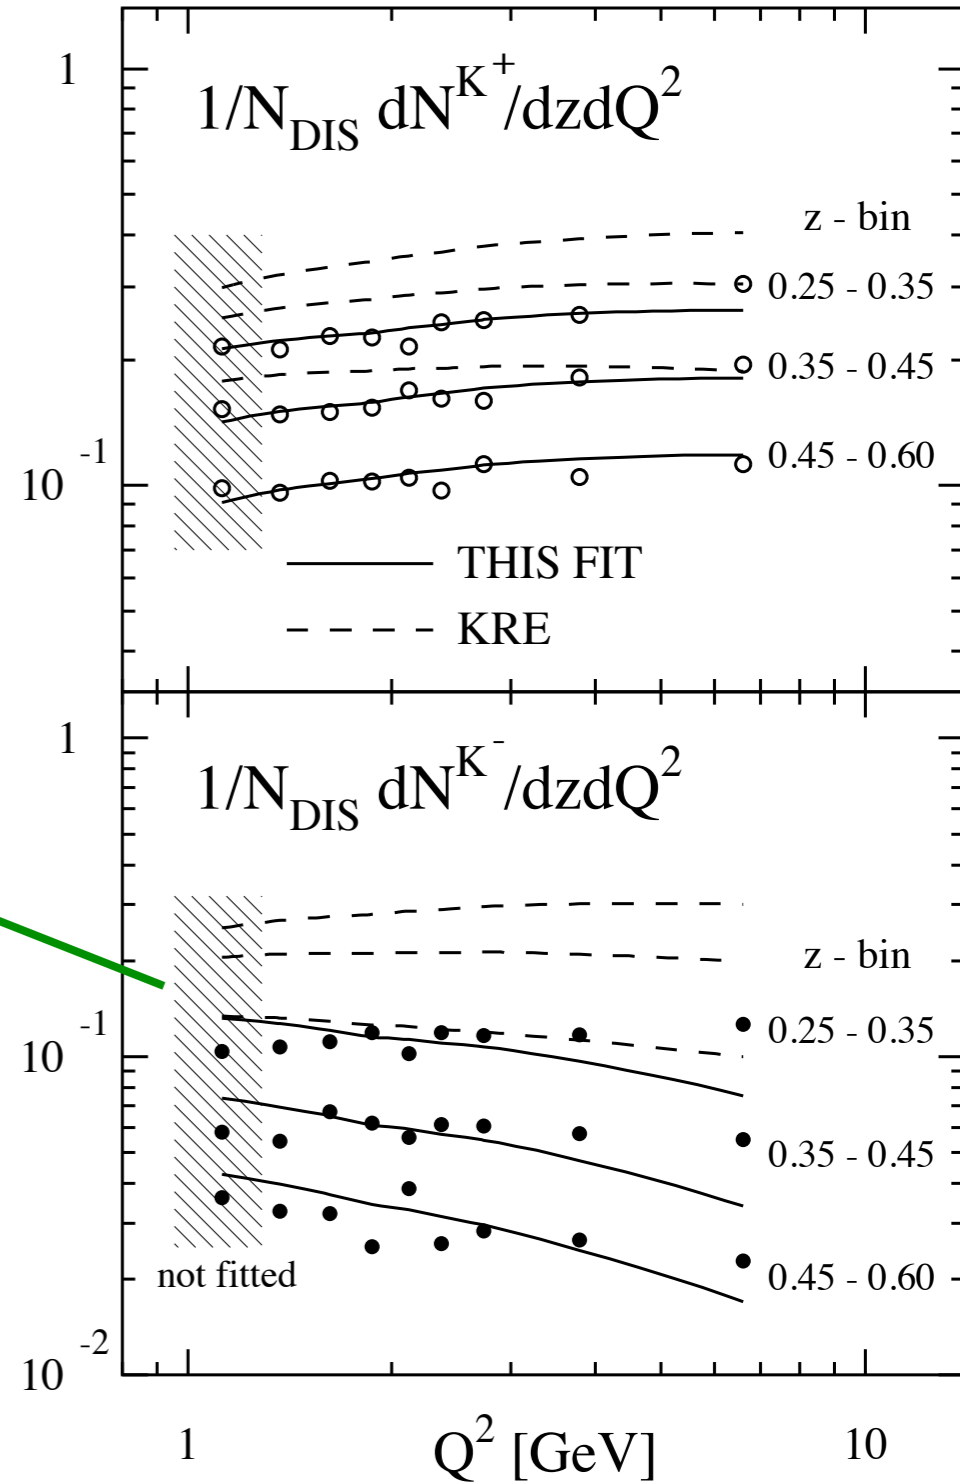 1
1/N_DIS dN^K^+/dzdQ^2
z - bin
0.25 - 0.35
0.35 - 0.45
10^-1
0.45 - 0.60
THIS FIT
KRE
1
1/N_DIS dN^K^-/dzdQ^2
z - bin
10^-1
0.25 - 0.35
0.35 - 0.45
not fitted
0.45 - 0.60
10^-2
1
Q^2 [GeV]
10